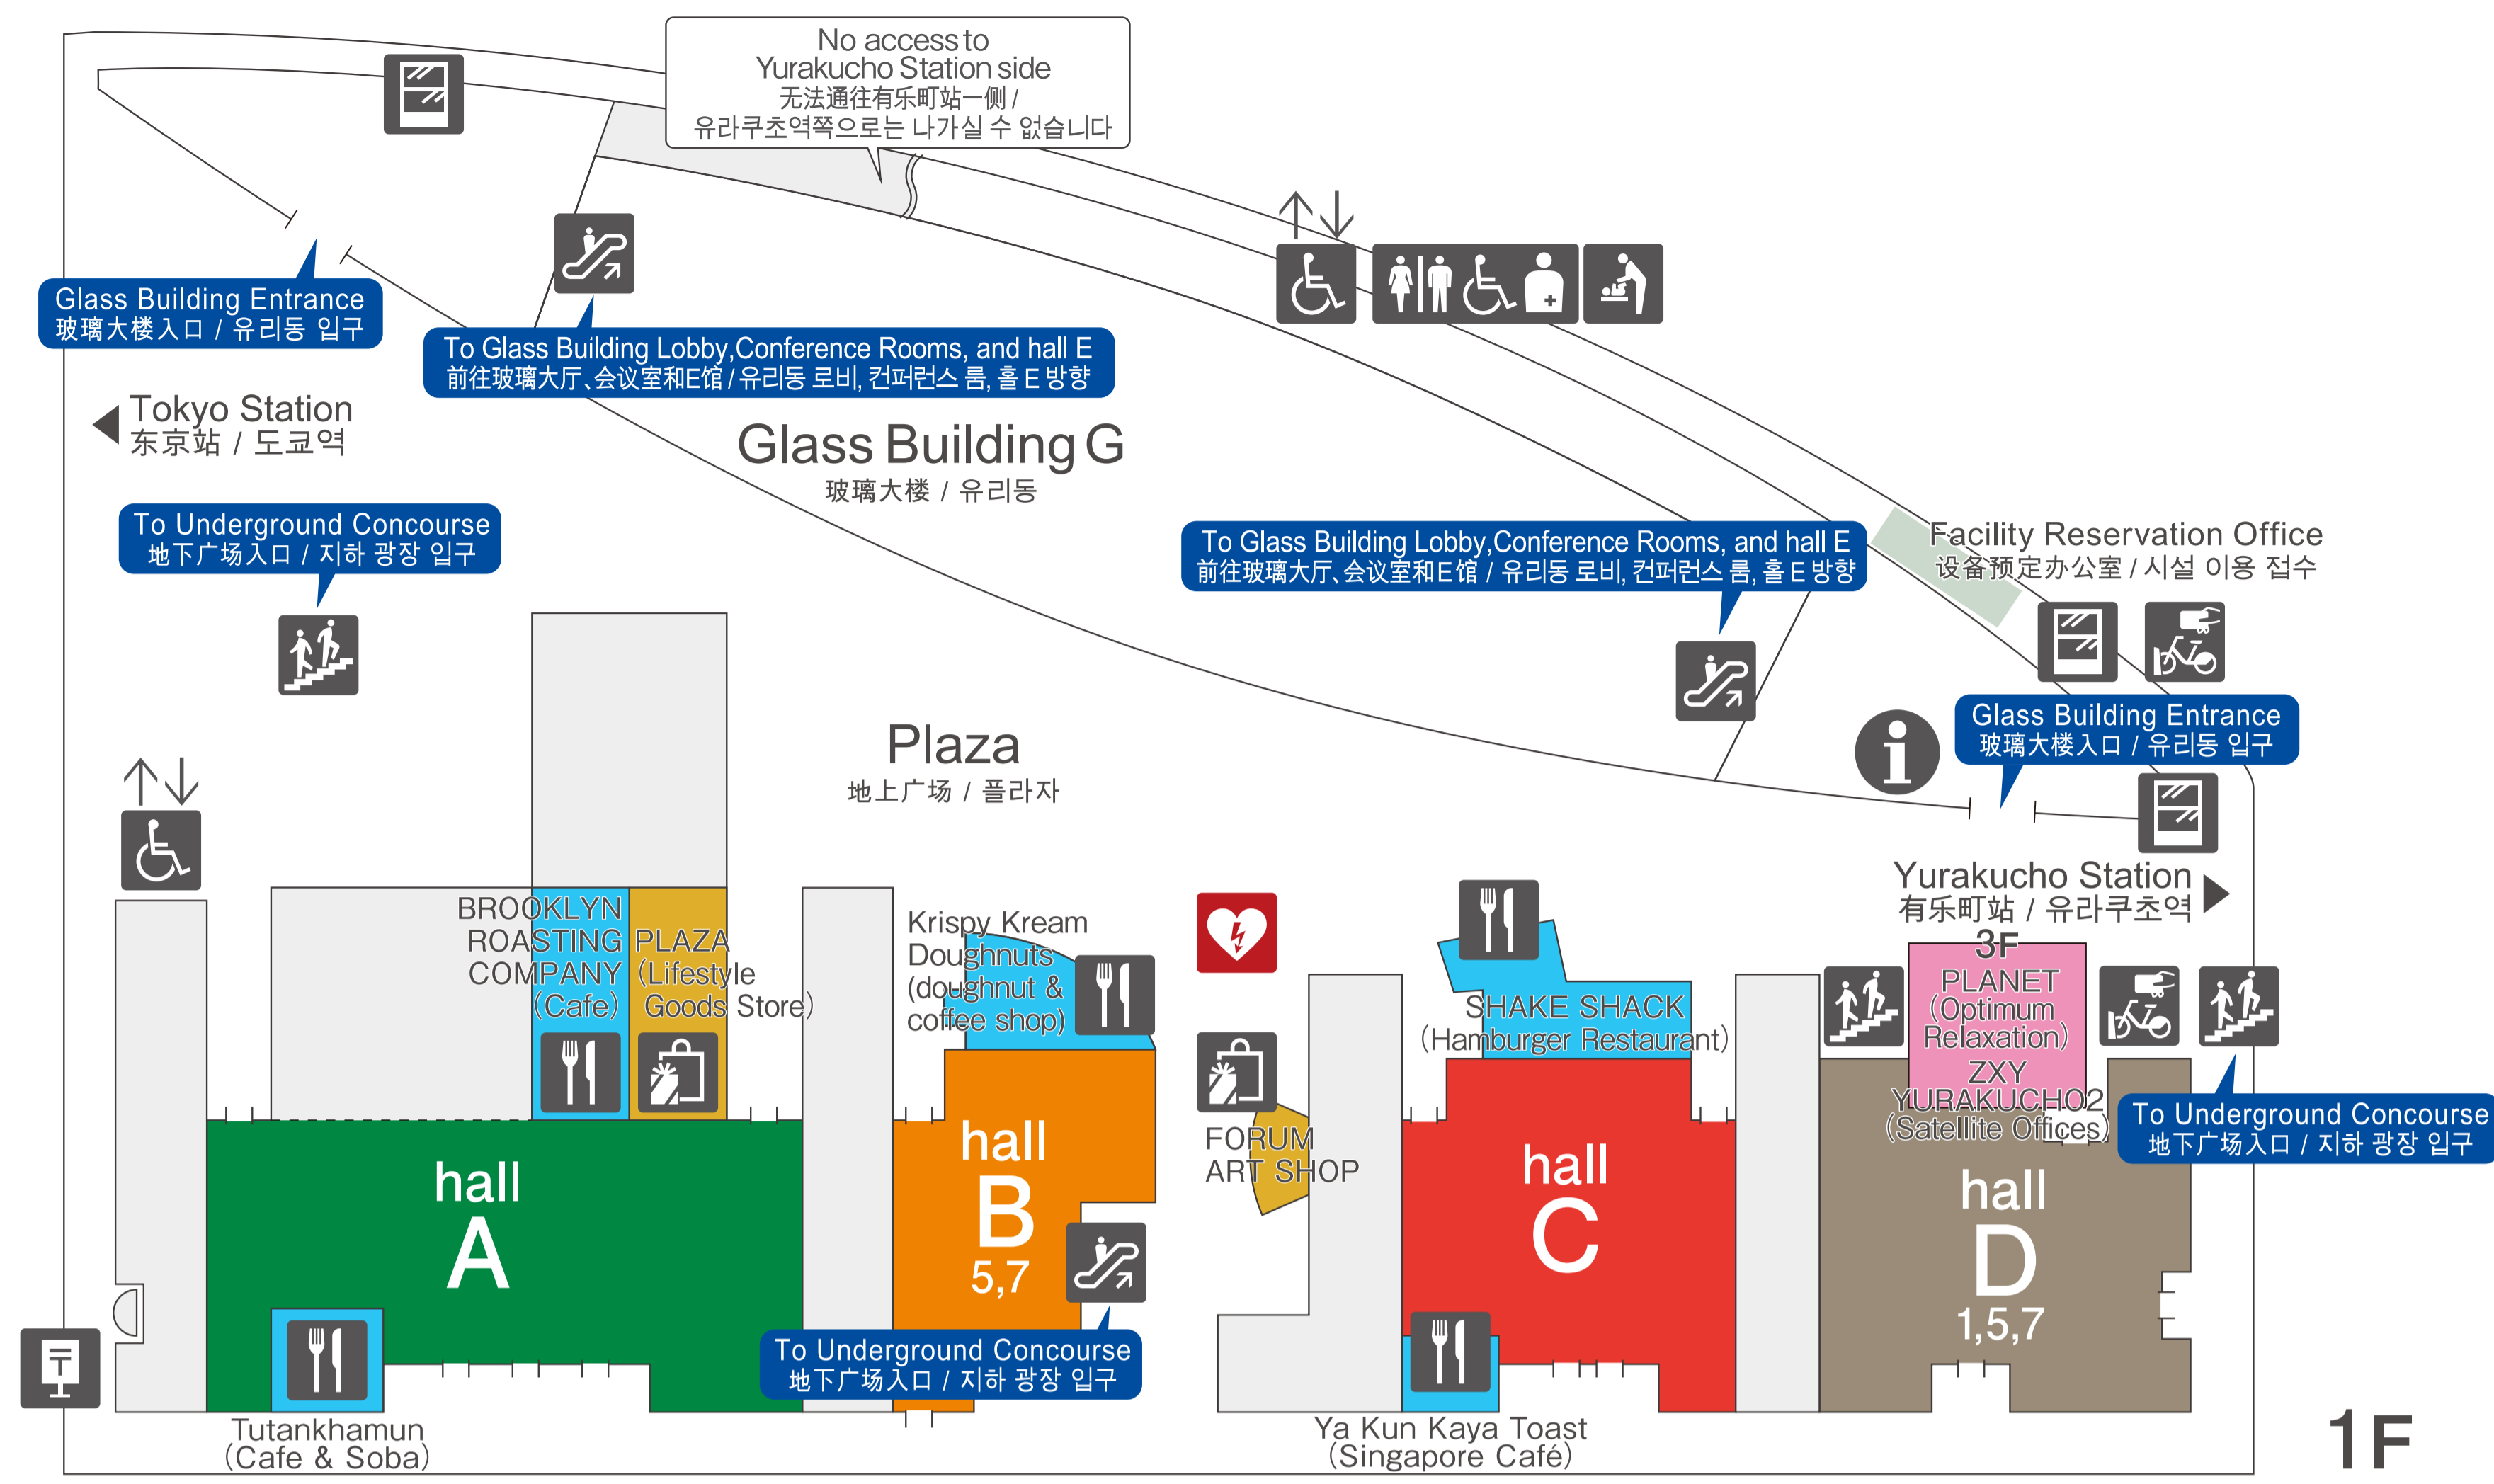 No access to
Yurakucho Station side
无法通往有乐町站一侧 /
유라쿠초역쪽으로는 나가실 수 없습니다
Glass Building Entrance
玻璃大楼入口 / 유리동 입구
To Glass Building Lobby,Conference Rooms, and hall E
前往玻璃大厅、会议室和E馆 / 유리동 로비, 컨퍼런스 룸, 홀 E 방향
Tokyo Station
东京站 / 도쿄역
Glass Building G
玻璃大楼 / 유리동
To Underground Concourse
地下广场入口 / 지하 광장 입구
To Glass Building Lobby,Conference Rooms, and hall E
前往玻璃大厅、会议室和E馆 / 유리동 로비, 컨퍼런스 룸, 홀 E 방향
Facility Reservation Office
设备预定办公室 / 시설 이용 접수
Glass Building Entrance
玻璃大楼入口 / 유리동 입구
Plaza
地上广场 / 플라자
Yurakucho Station
有乐町站 / 유라쿠초역
BROOKLYN
ROASTING
COMPANY
(Cafe)
PLAZA
(Lifestyle
Goods Store)
Krispy Kream
Doughnuts
(doughnut &
coffee shop)
SHAKE SHACK
(Hamburger Restaurant)
3F
PLANET
(Optimum
Relaxation)
ZXY
YURAKUCHO2
(Satellite Offices)
To Underground Concourse
地下广场入口 / 지하 광장 입구
FORUM
ART SHOP
hall
A
hall
B
5,7
hall
C
hall
D
1,5,7
To Underground Concourse
地下广场入口 / 지하 광장 입구
Tutankhamun
(Cafe & Soba)
Ya Kun Kaya Toast
(Singapore Café)
1F